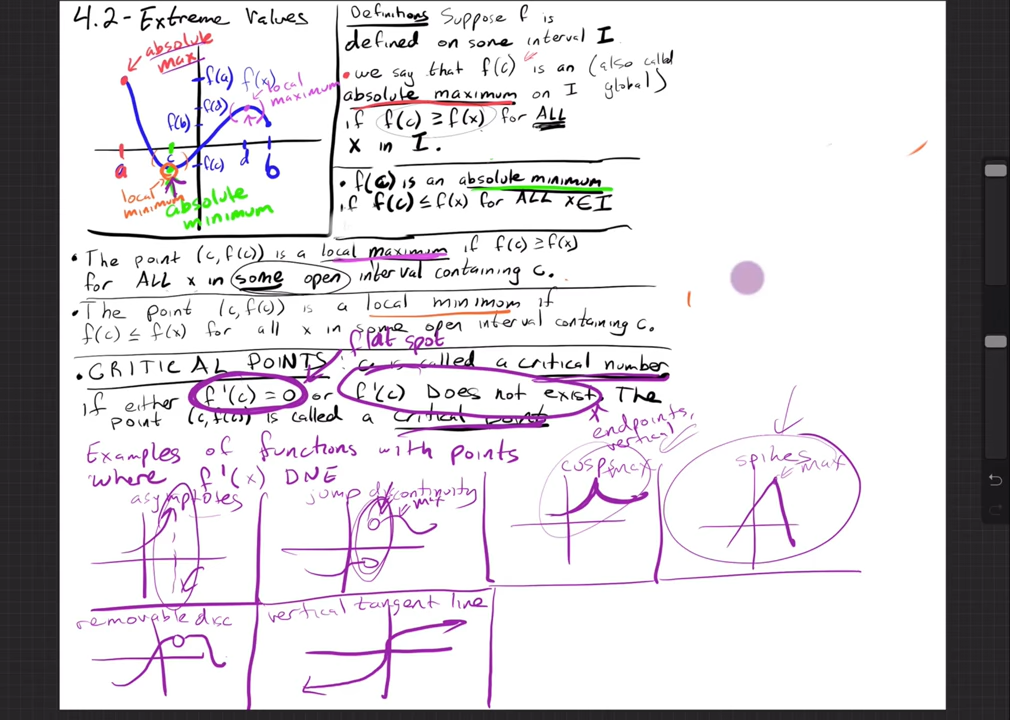 4.2 - Extreme Values
absolute
max
f(a)
f(x)
local
maximum
f(d)
f(b)
a
c
f(c)
d
b
local
minimum
absolute
minimum
Definitions Suppose f is
defined on some interval I
• we say that f(c) is an (also called
absolute maximum on I global)
if f(c) ≥ f(x) for ALL
x in I.
• f(c) is an absolute minimum
if f(c) ≤ f(x) for ALL x∈I
• The point (c, f(c)) is a local maximum if f(c) ≥ f(x)
for ALL x in some open interval containing c.
• The point (c, f(c)) is a local minimum if
f(c) ≤ f(x) for all x in some open interval containing c.
flat spot
• CRITICAL POINTS: c is called a critical number
if either f'(c) = 0 or f'(c) Does not exist. The
point (c, f(c)) is called a critical point
endpoints,
vertical
Examples of functions with points
where f'(x) DNE
asymptotes
jump discontinuity
max
cusps
max
spikes
max
removable disc
vertical tangent line